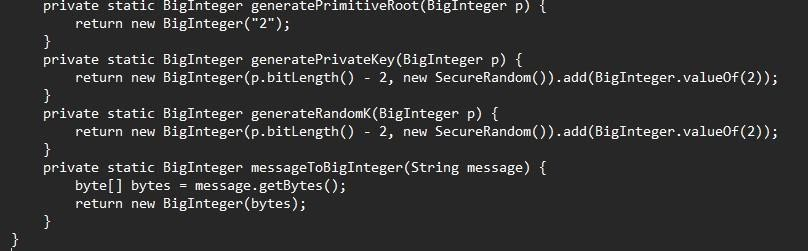 private static BigInteger generatePrimitiveRoot(BigInteger p) {
        return new BigInteger("2");
    }
    private static BigInteger generatePrivateKey(BigInteger p) {
        return new BigInteger(p.bitLength() - 2, new SecureRandom()).add(BigInteger.valueOf(2));
    }
    private static BigInteger generateRandomK(BigInteger p) {
        return new BigInteger(p.bitLength() - 2, new SecureRandom()).add(BigInteger.valueOf(2));
    }
    private static BigInteger messageToBigInteger(String message) {
        byte[] bytes = message.getBytes();
        return new BigInteger(bytes);
    }
}